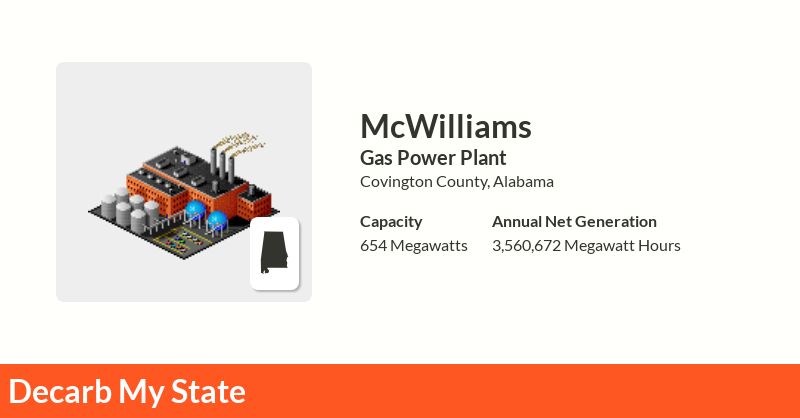 McWilliams
Gas Power Plant
Covington County, Alabama
Capacity
654 Megawatts
Annual Net Generation
3,560,672 Megawatt Hours
Decarb My State